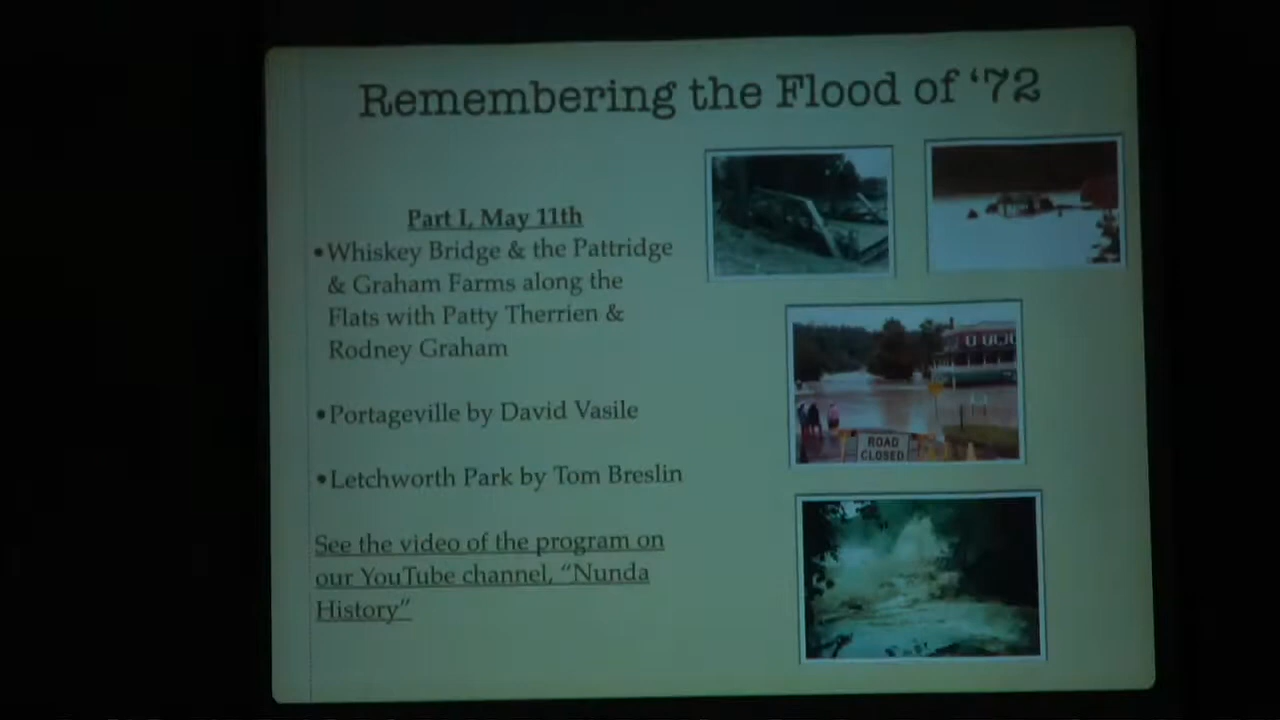 Remembering the Flood of ‘72
Part I, May 11th
•Whiskey Bridge & the Pattridge
& Graham Farms along the
Flats with Patty Therrien &
Rodney Graham
•Portageville by David Vasile
•Letchworth Park by Tom Breslin
See the video of the program on
our YouTube channel, “Nunda
History”
ROAD
CLOSED